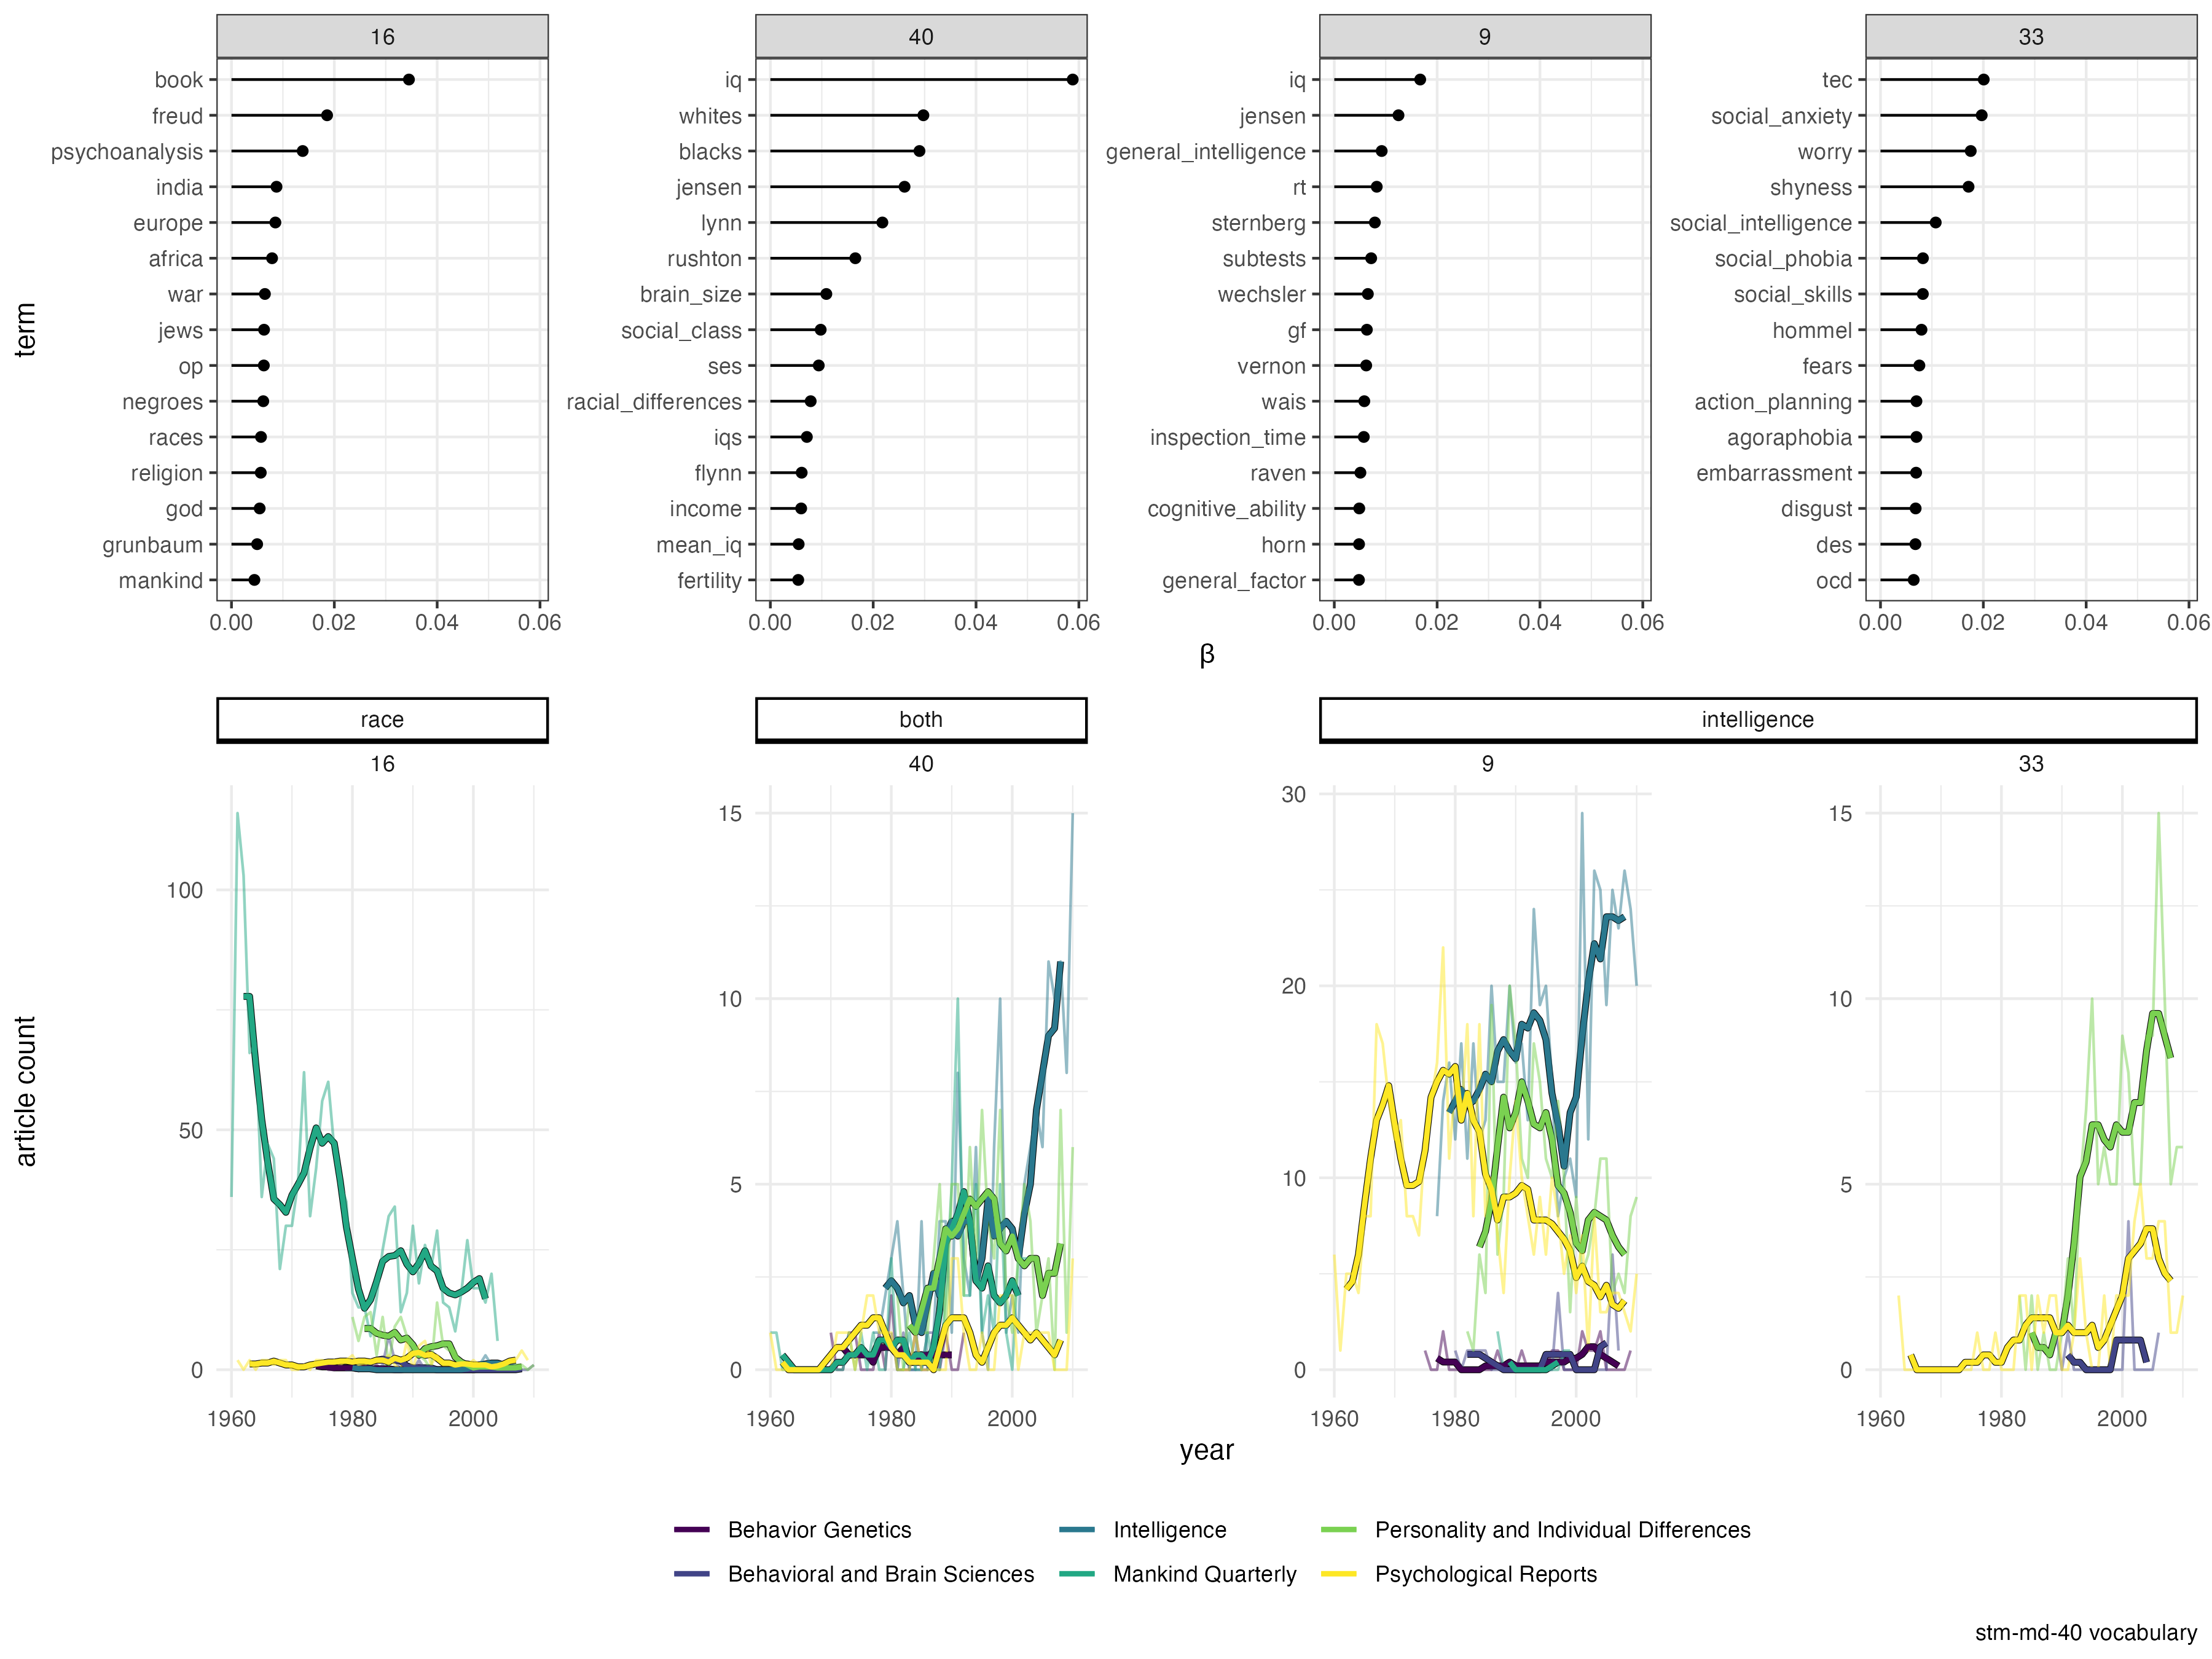 16 40 9 33
term
book
freud
psychoanalysis
india
europe
africa
war
jews
op
negroes
races
religion
god
grunbaum
mankind
0.00 0.02 0.04 0.06
iq
whites
blacks
jensen
lynn
rushton
brain_size
social_class
ses
racial_differences
iqs
flynn
income
mean_iq
fertility
0.00 0.02 0.04 0.06
iq
jensen
general_intelligence
rt
sternberg
subtests
wechsler
gf
vernon
wais
inspection_time
raven
cognitive_ability
horn
general_factor
0.00 0.02 0.04 0.06
tec
social_anxiety
worry
shyness
social_intelligence
social_phobia
social_skills
hommel
fears
action_planning
agoraphobia
embarrassment
disgust
des
ocd
0.00 0.02 0.04 0.06
β
race both intelligence
16 40 9 33
article count
100
50
0
1960 1980 2000
15
10
5
0
1960 1980 2000
30
20
10
0
1960 1980 2000
15
10
5
0
1960 1980 2000
year
Behavior Genetics Intelligence Personality and Individual Differences
Behavioral and Brain Sciences Mankind Quarterly Psychological Reports
stm-md-40 vocabulary